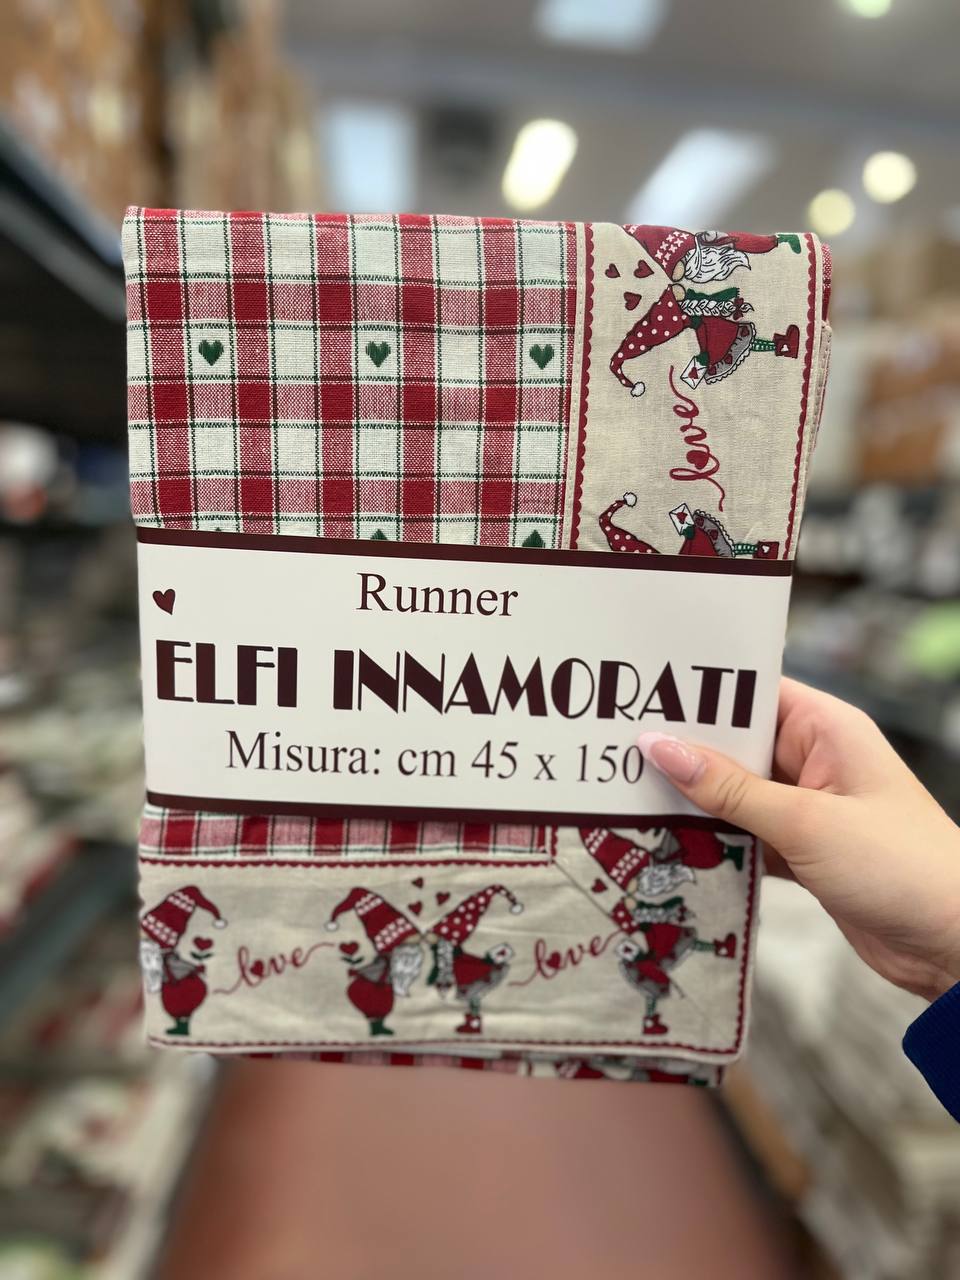 love
Runner
ELFI INNAMORATI
Misura: cm 45 x 150
love
love